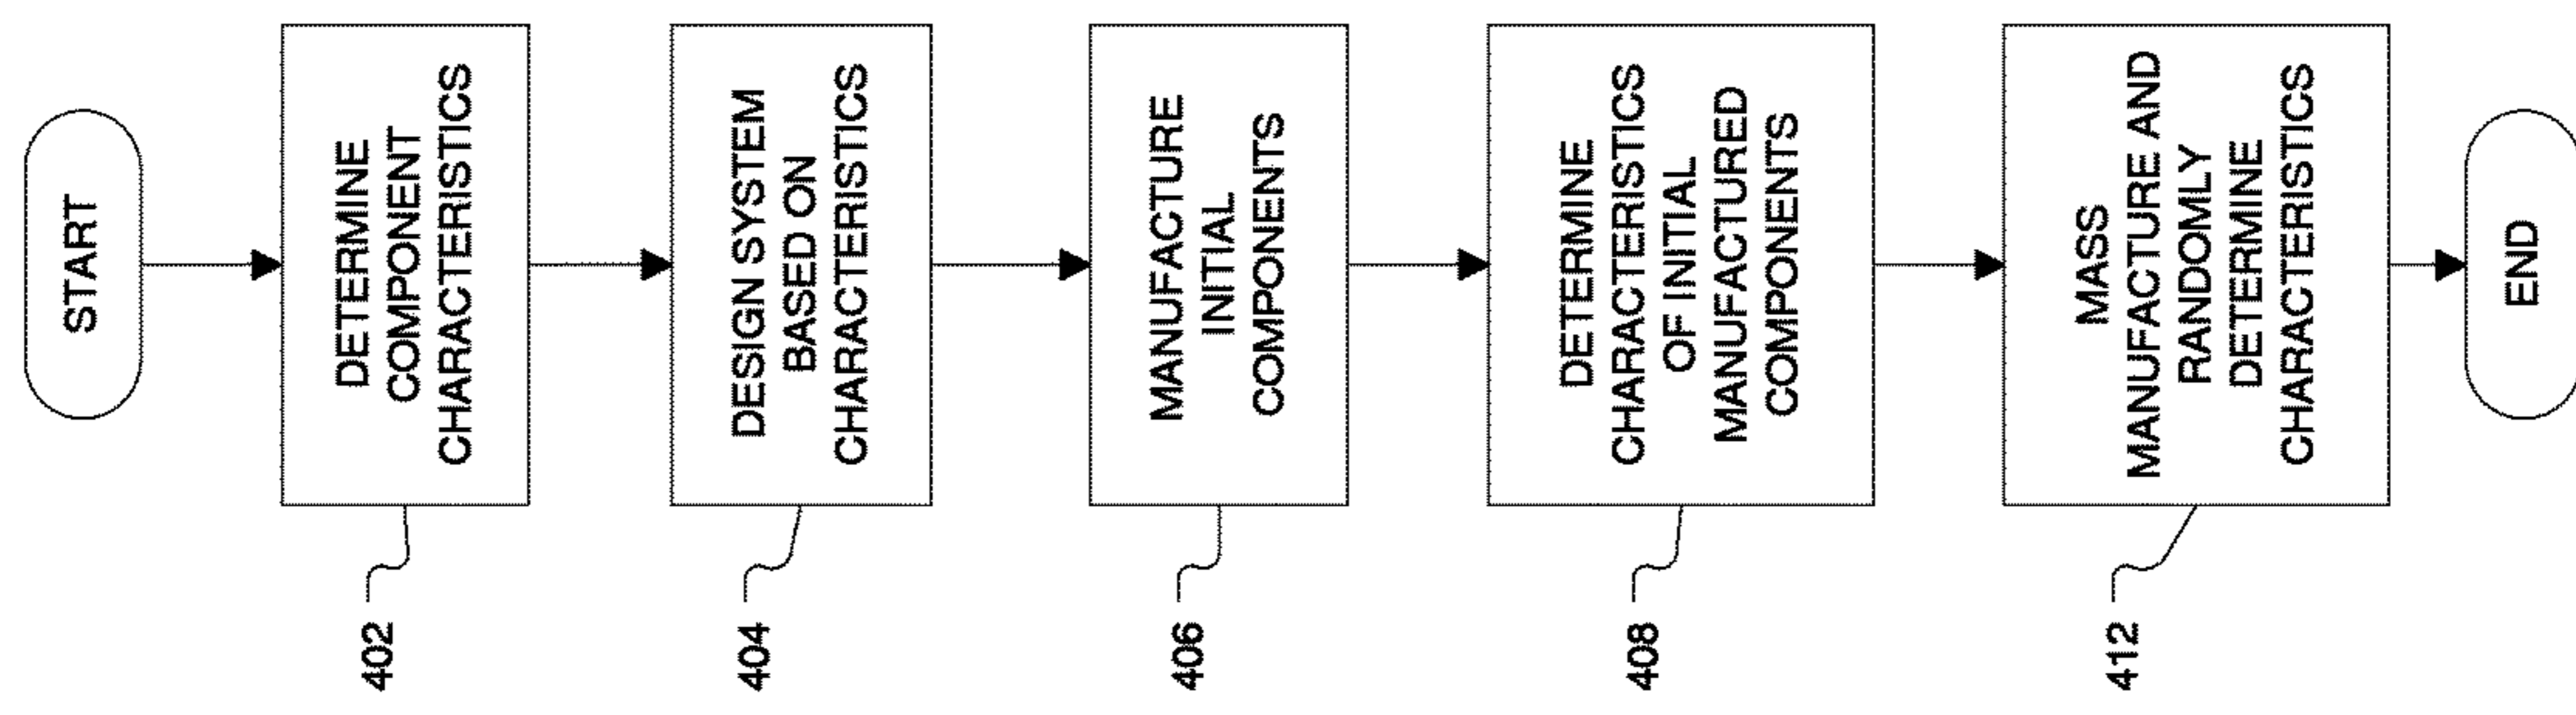 START
DETERMINE
COMPONENT
CHARACTERISTICS
402
DESIGN SYSTEM
BASED ON
CHARACTERISTICS
404
MANUFACTURE
INITIAL
COMPONENTS
406
DETERMINE
CHARACTERISTICS
OF INITIAL
MANUFACTURED
COMPONENTS
408
MASS
MANUFACTURE AND
RANDOMLY
DETERMINE
CHARACTERISTICS
412
END